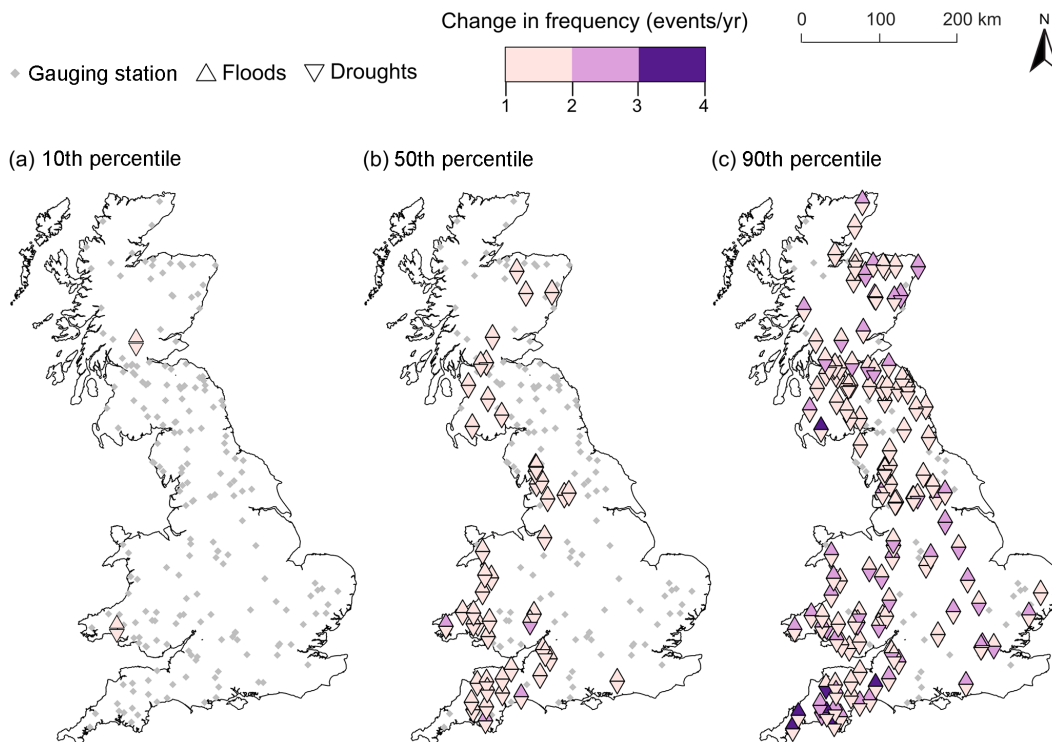 Change in frequency (events/yr)
0 100 200 km
N
Gauging station Floods Droughts
1 2 3 4
(a) 10th percentile (b) 50th percentile (c) 90th percentile